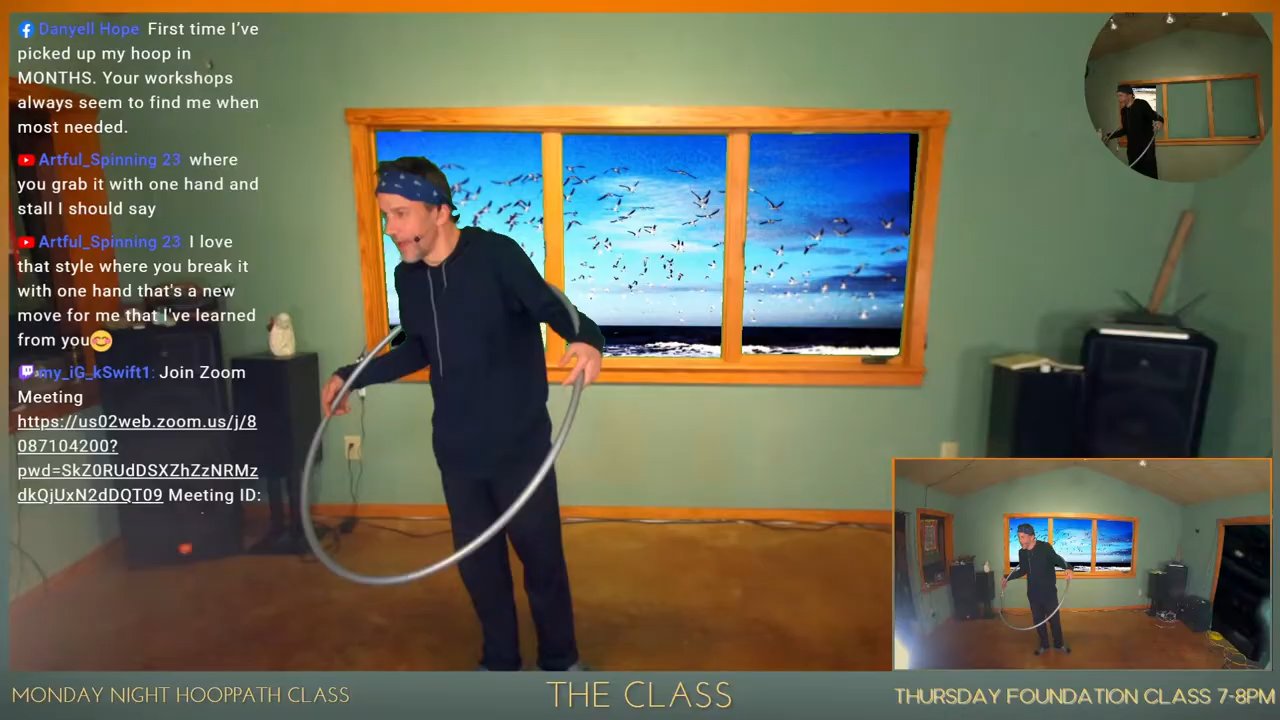 Danyell Hope First time I've
picked up my hoop in
MONTHS. Your workshops
always seem to find me when
most needed.
Artful_Spinning 23 where
you grab it with one hand and
stall I should say
Artful_Spinning 23 I love
that style where you break it
with one hand that's a new
move for me that I've learned
from you😊
my_iG_kSwift1: Join Zoom
Meeting
https://us02web.zoom.us/j/8
087104200?
pwd=SkZ0RUdDSXZhZzNRMz
dkQjUxN2dDQT09 Meeting ID:
MONDAY NIGHT HOOPPATH CLASS
THE CLASS
THURSDAY FOUNDATION CLASS 7-8PM